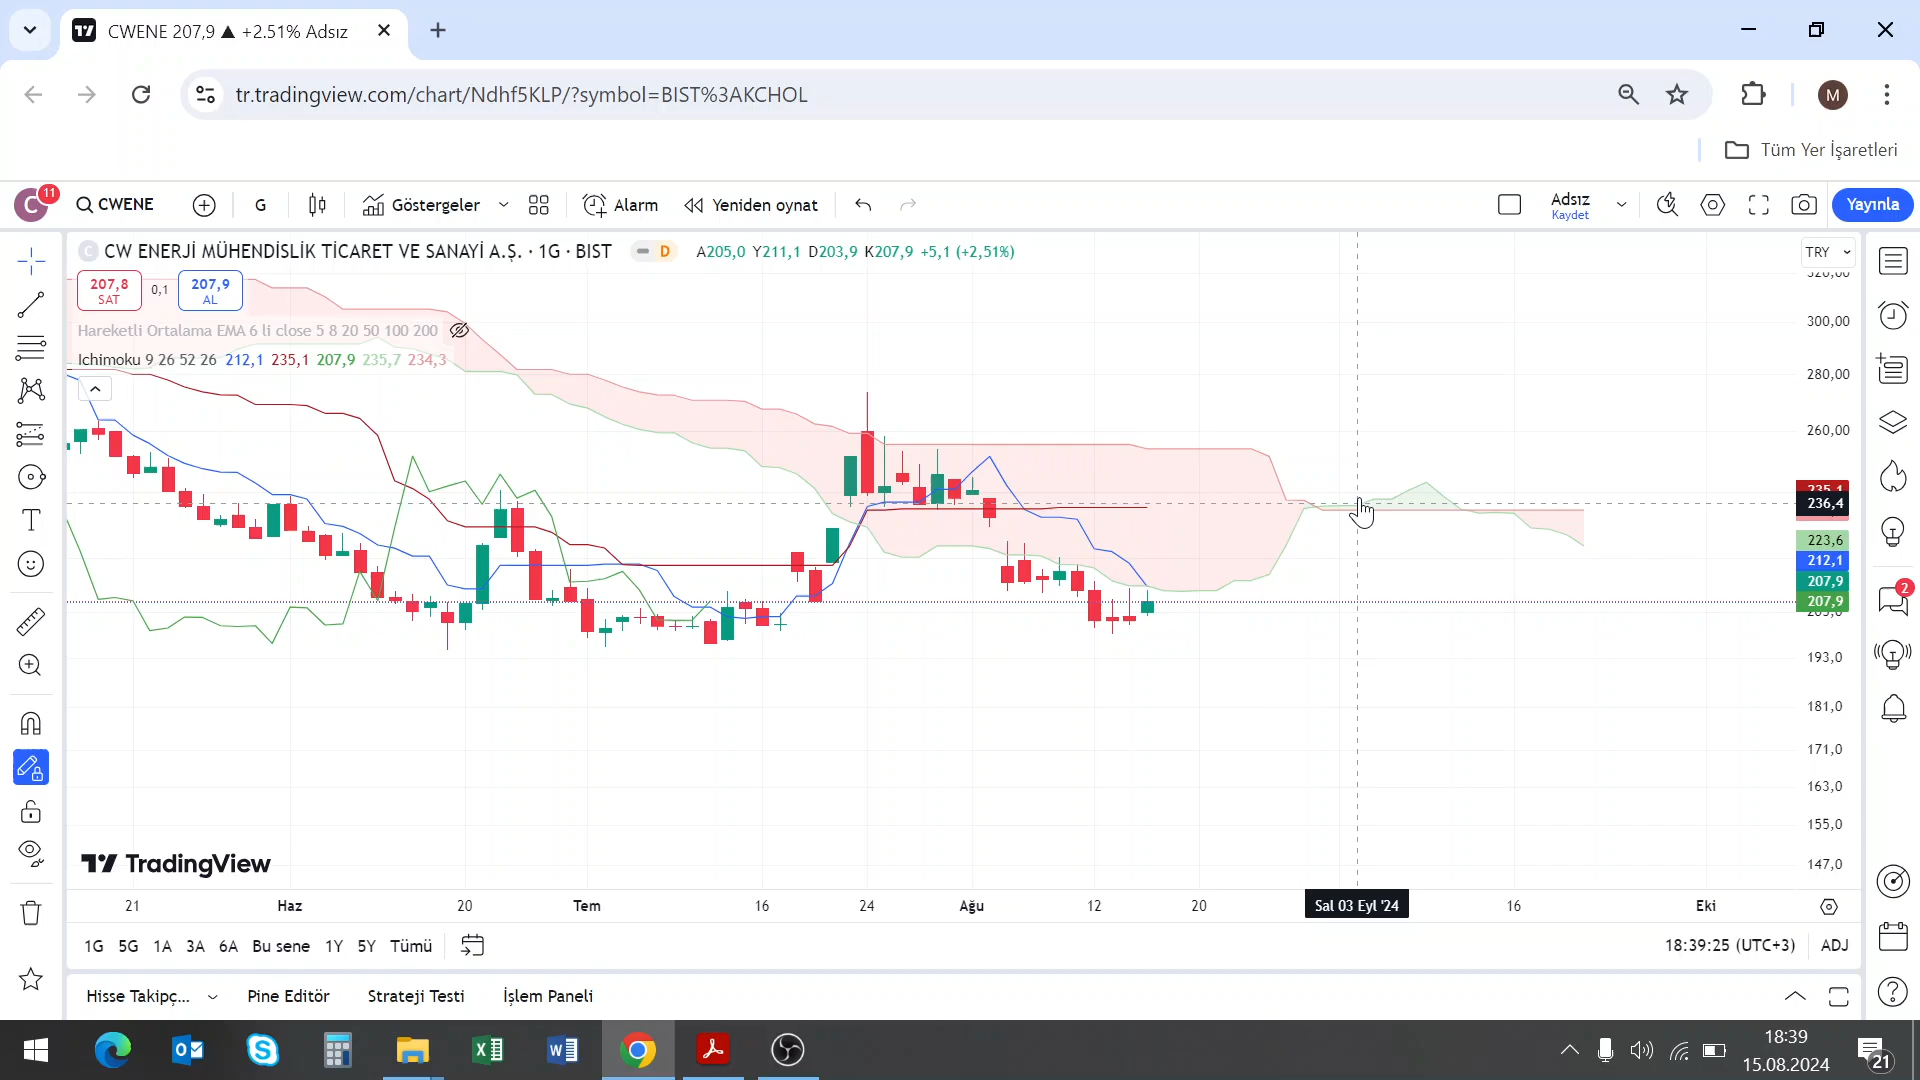 CWENE 207,9 ▲ +2.51% Adsız
tr.tradingview.com/chart/Ndhf5KLP/?symbol=BIST%3AKCHOL
M
Tüm Yer İşaretleri
C 11
CWENE
G
Göstergeler
Alarm
Yeniden oynat
Adsız
Kaydet
Yayınla
C CW ENERJİ MÜHENDİSLİK TİCARET VE SANAYİ A.Ş. · 1G · BIST
D
A205,0 Y211,1 D203,9 K207,9 +5,1 (+2,51%)
TRY
207,8
SAT
0,1
207,9
AL
Hareketli Ortalama EMA 6 li close 5 8 20 50 100 200
Ichimoku 9 26 52 26 212,1 235,1 207,9 235,7 234,3
320,00
300,00
280,00
260,00
235,1
236,4
223,6
212,1
207,9
207,9
193,0
181,0
171,0
163,0
155,0
147,0
2
TradingView
21 Haz 20 Tem 16 24 Ağu 12 20 Sal 03 Eyl '24 16 Eki
1G 5G 1A 3A 6A Bu sene 1Y 5Y Tümü
18:39:25 (UTC+3) ADJ
Hisse Takipç... Pine Editör Strateji Testi İşlem Paneli
18:39
15.08.2024
21